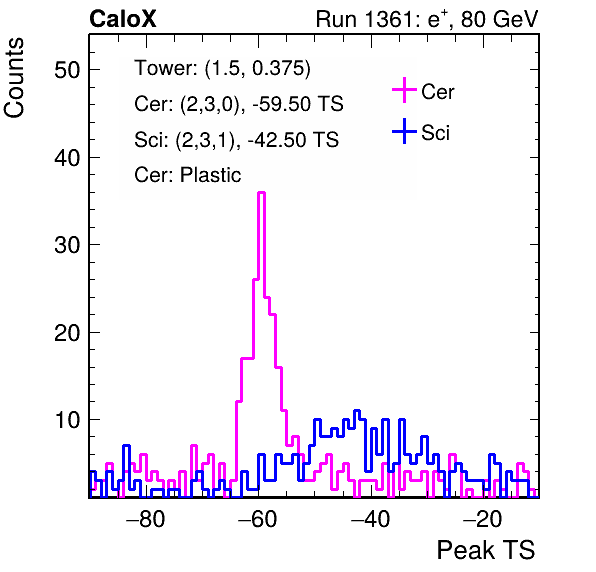 CaloX Run 1361: e+, 80 GeV
Counts
Tower: (1.5, 0.375)
Cer: (2,3,0), -59.50 TS
Sci: (2,3,1), -42.50 TS
Cer: Plastic
Cer
Sci
50
40
30
20
10
−80 −60 −40 −20
Peak TS